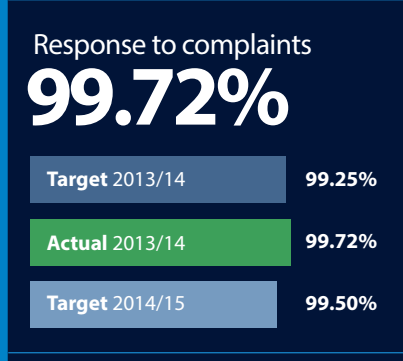 Response to complaints
99.72%
Target 2013/14 99.25%
Actual 2013/14 99.72%
Target 2014/15 99.50%